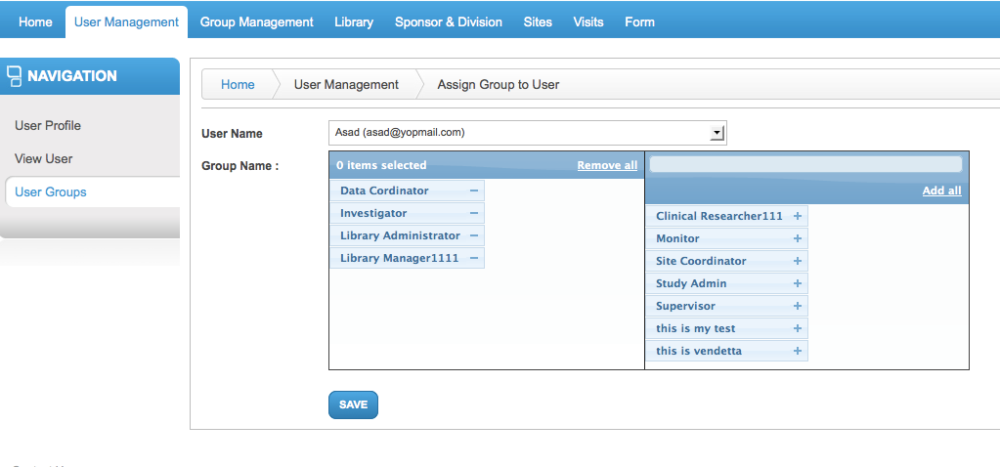 Home User Management Group Management Library Sponsor & Division Sites Visits Form
NAVIGATION
User Profile
View User
User Groups
Home User Management Assign Group to User
User Name Asad (asad@yopmail.com)
Group Name :
0 items selected Remove all
Data Cordinator −
Investigator −
Library Administrator −
Library Manager1111 −
Add all
Clinical Researcher111 +
Monitor +
Site Coordinator +
Study Admin +
Supervisor +
this is my test +
this is vendetta +
SAVE